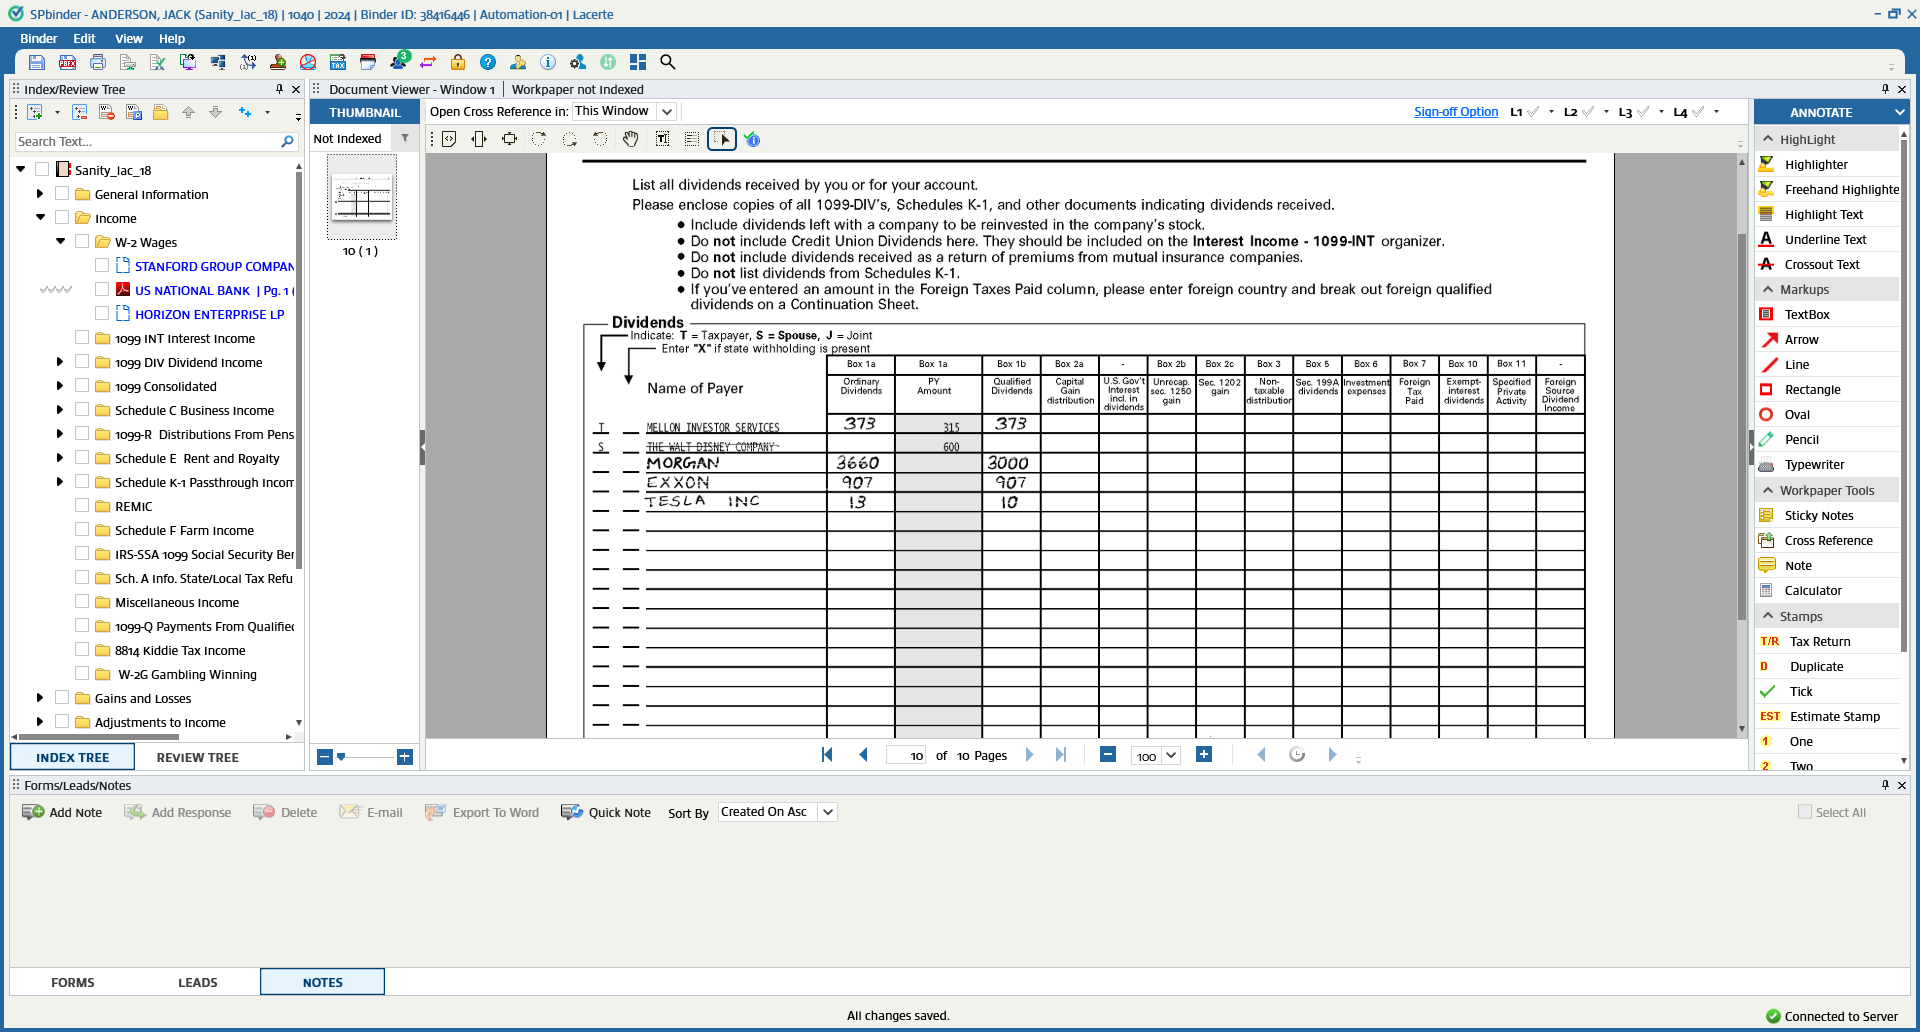 SPbinder - ANDERSON, JACK (Sanity_lac_18) | 1040 | 2024 | Binder ID: 38416446 | Automation-01 | Lacerte
Binder Edit View Help
3
Index/Review Tree
Search Text...
Sanity_lac_18
General Information
Income
W-2 Wages
STANFORD GROUP COMPAN
US NATIONAL BANK | Pg. 1 (
HORIZON ENTERPRISE LP
1099 INT Interest Income
1099 DIV Dividend Income
1099 Consolidated
Schedule C Business Income
1099-R Distributions From Pens
Schedule E Rent and Royalty
Schedule K-1 Passthrough Incom
REMIC
Schedule F Farm Income
IRS-SSA 1099 Social Security Ber
Sch. A Info. State/Local Tax Refu
Miscellaneous Income
1099-Q Payments From Qualified
8814 Kiddie Tax Income
W-2G Gambling Winning
Gains and Losses
Adjustments to Income
INDEX TREE REVIEW TREE
Document Viewer - Window 1 | Workpaper not Indexed
THUMBNAIL
Not Indexed
10 ( 1 )
Open Cross Reference in: This Window
Sign-off Option L1 L2 L3 L4
List all dividends received by you or for your account.
Please enclose copies of all 1099-DIV's, Schedules K-1, and other documents indicating dividends received.
● Include dividends left with a company to be reinvested in the company's stock.
● Do not include Credit Union Dividends here. They should be included on the Interest Income - 1099-INT organizer.
● Do not include dividends received as a return of premiums from mutual insurance companies.
● Do not list dividends from Schedules K-1.
● If you've entered an amount in the Foreign Taxes Paid column, please enter foreign country and break out foreign qualified
dividends on a Continuation Sheet.
Dividends
Indicate: T = Taxpayer, S = Spouse, J = Joint
Enter "X" if state withholding is present
Box 1a Box 1a Box 1b Box 2a - Box 2b Box 2c Box 3 Box 5 Box 6 Box 7 Box 10 Box 11 -
Name of Payer
Ordinary Dividends
PY Amount
Qualified Dividends
Capital Gain distribution
U.S. Gov't Interest incl. in dividends
Unrecap. sec. 1250 gain
Sec. 1202 gain
Non-taxable distribution
Sec. 199A dividends
Investment expenses
Foreign Tax Paid
Exempt-interest dividends
Specified Private Activity
Foreign Source Dividend Income
T MELLON INVESTOR SERVICES 373 315 373
S THE WALT DISNEY COMPANY 600
MORGAN 3660 3000
EXXON 907 907
TESLA INC 13 10
10 of 10 Pages 100
ANNOTATE
HighLight
Highlighter
Freehand Highlighte
Highlight Text
Underline Text
Crossout Text
Markups
TextBox
Arrow
Line
Rectangle
Oval
Pencil
Typewriter
Workpaper Tools
Sticky Notes
Cross Reference
Note
Calculator
Stamps
T/R Tax Return
D Duplicate
Tick
EST Estimate Stamp
1 One
2 Two
Forms/Leads/Notes
Add Note Add Response Delete E-mail Export To Word Quick Note Sort By Created On Asc Select All
FORMS LEADS NOTES
All changes saved.
Connected to Server